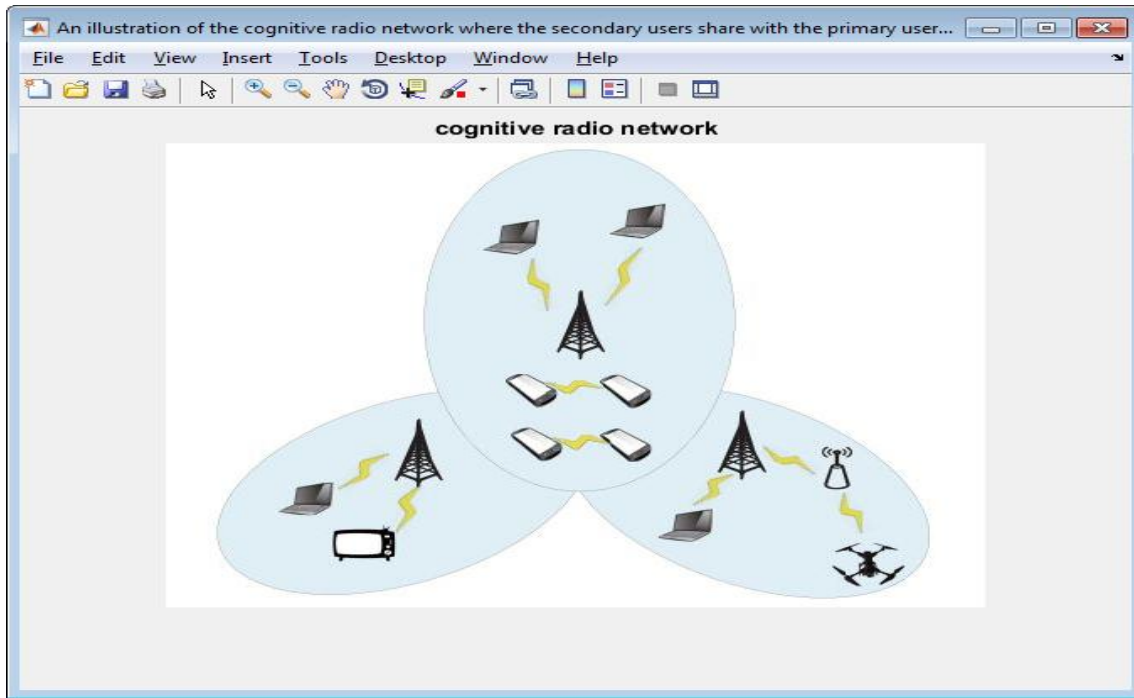 An illustration of the cognitive radio network where the secondary users share with the primary user...
File Edit View Insert Tools Desktop Window Help
cognitive radio network